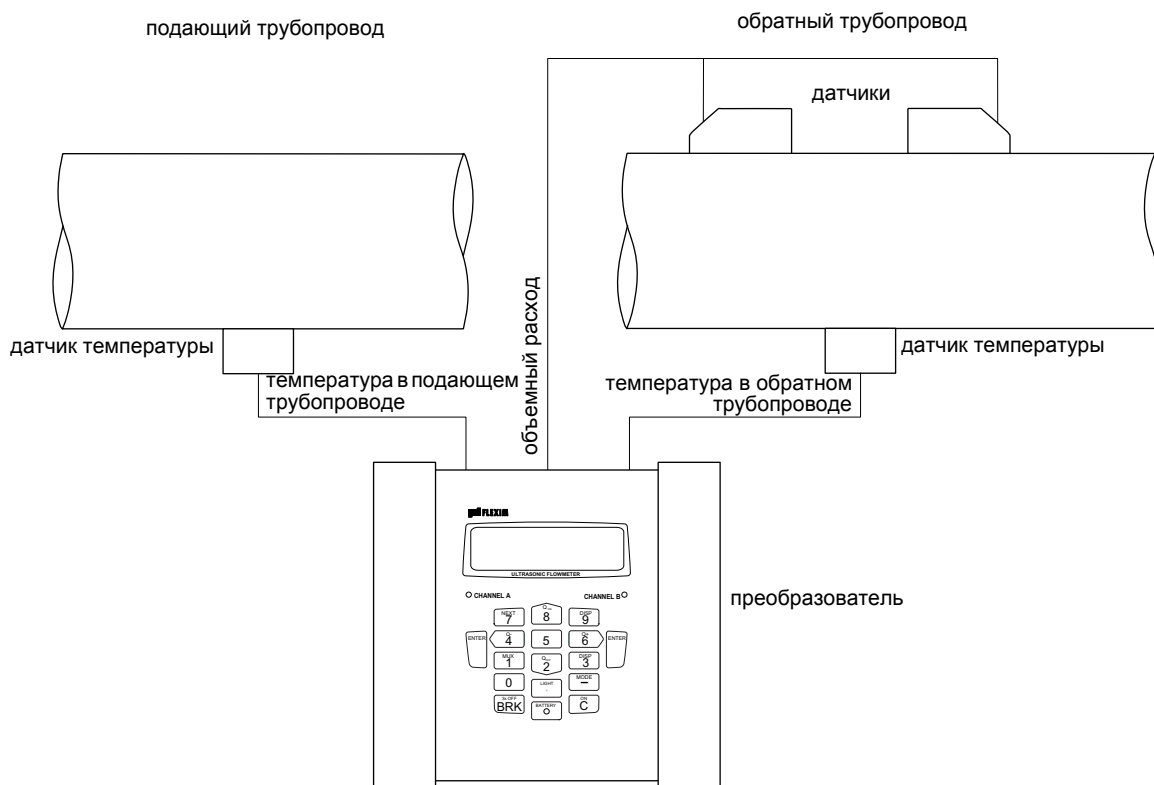 подающий трубопровод
обратный трубопровод
датчики
объемный расход
датчик температуры
датчик температуры
температура в подающем
трубопроводе
температура в обратном
трубопроводе
FLEXIM
ULTRASONIC FLOWMETER
CHANNEL A
CHANNEL B
преобразователь
NEXT
7
8
DISP
9
ENTER
4
5
6
ENTER
MUX
1
2
DISP
3
0
LIGHT
.
MODE
–
BRK
BATTERY
ON
C